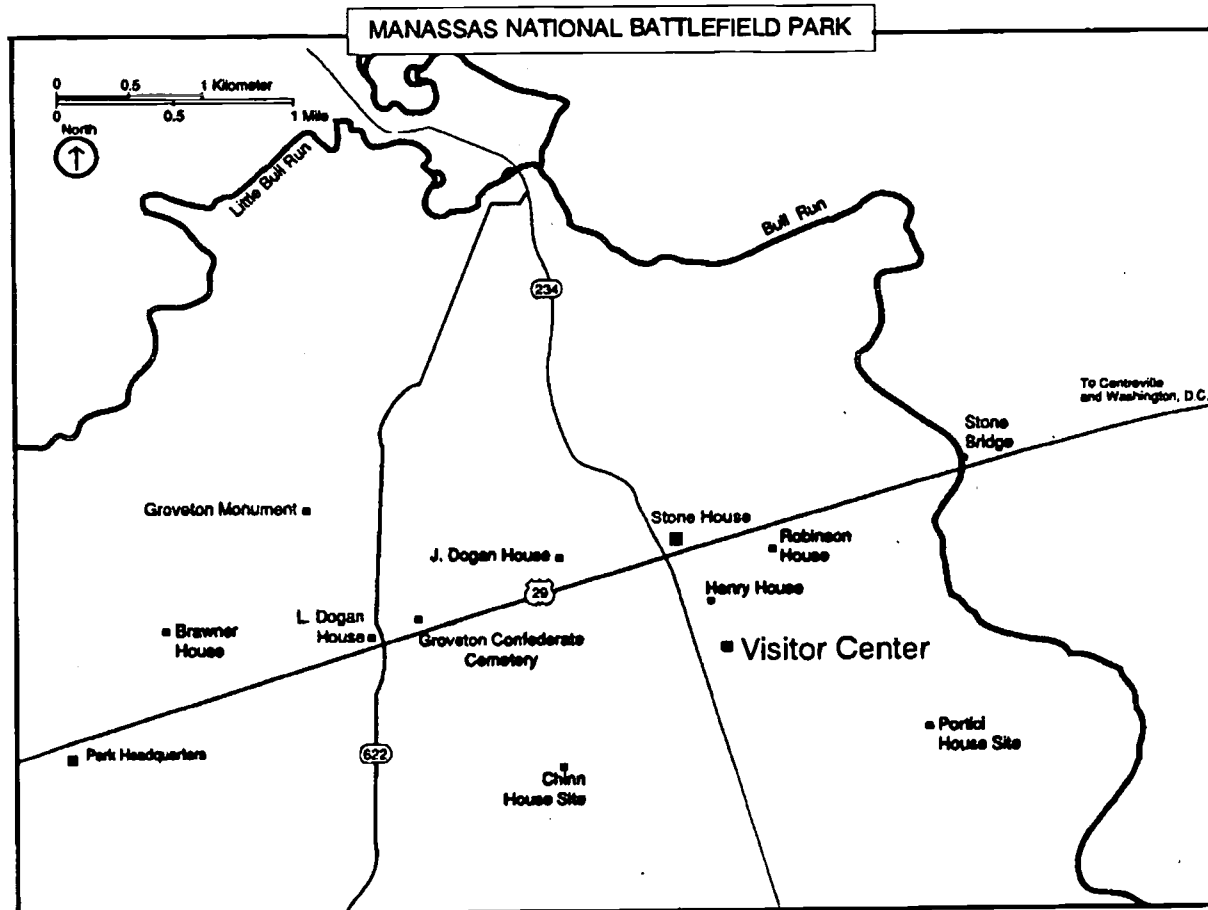 MANASSAS NATIONAL BATTLEFIELD PARK
0 0.5 1 Kilometer
0 0.5 1 Mile
North
Little Bull Run
Bull Run
234
To Centreville
and Washington, D.C.
Stone
Bridge
Groveton Monument
Stone House
J. Dogan House
Robinson
House
29
Henry House
L. Dogan
House
Brawner
House
Groveton Confederate
Cemetery
Visitor Center
Portici
House Site
Park Headquarters
622
Chinn
House Site